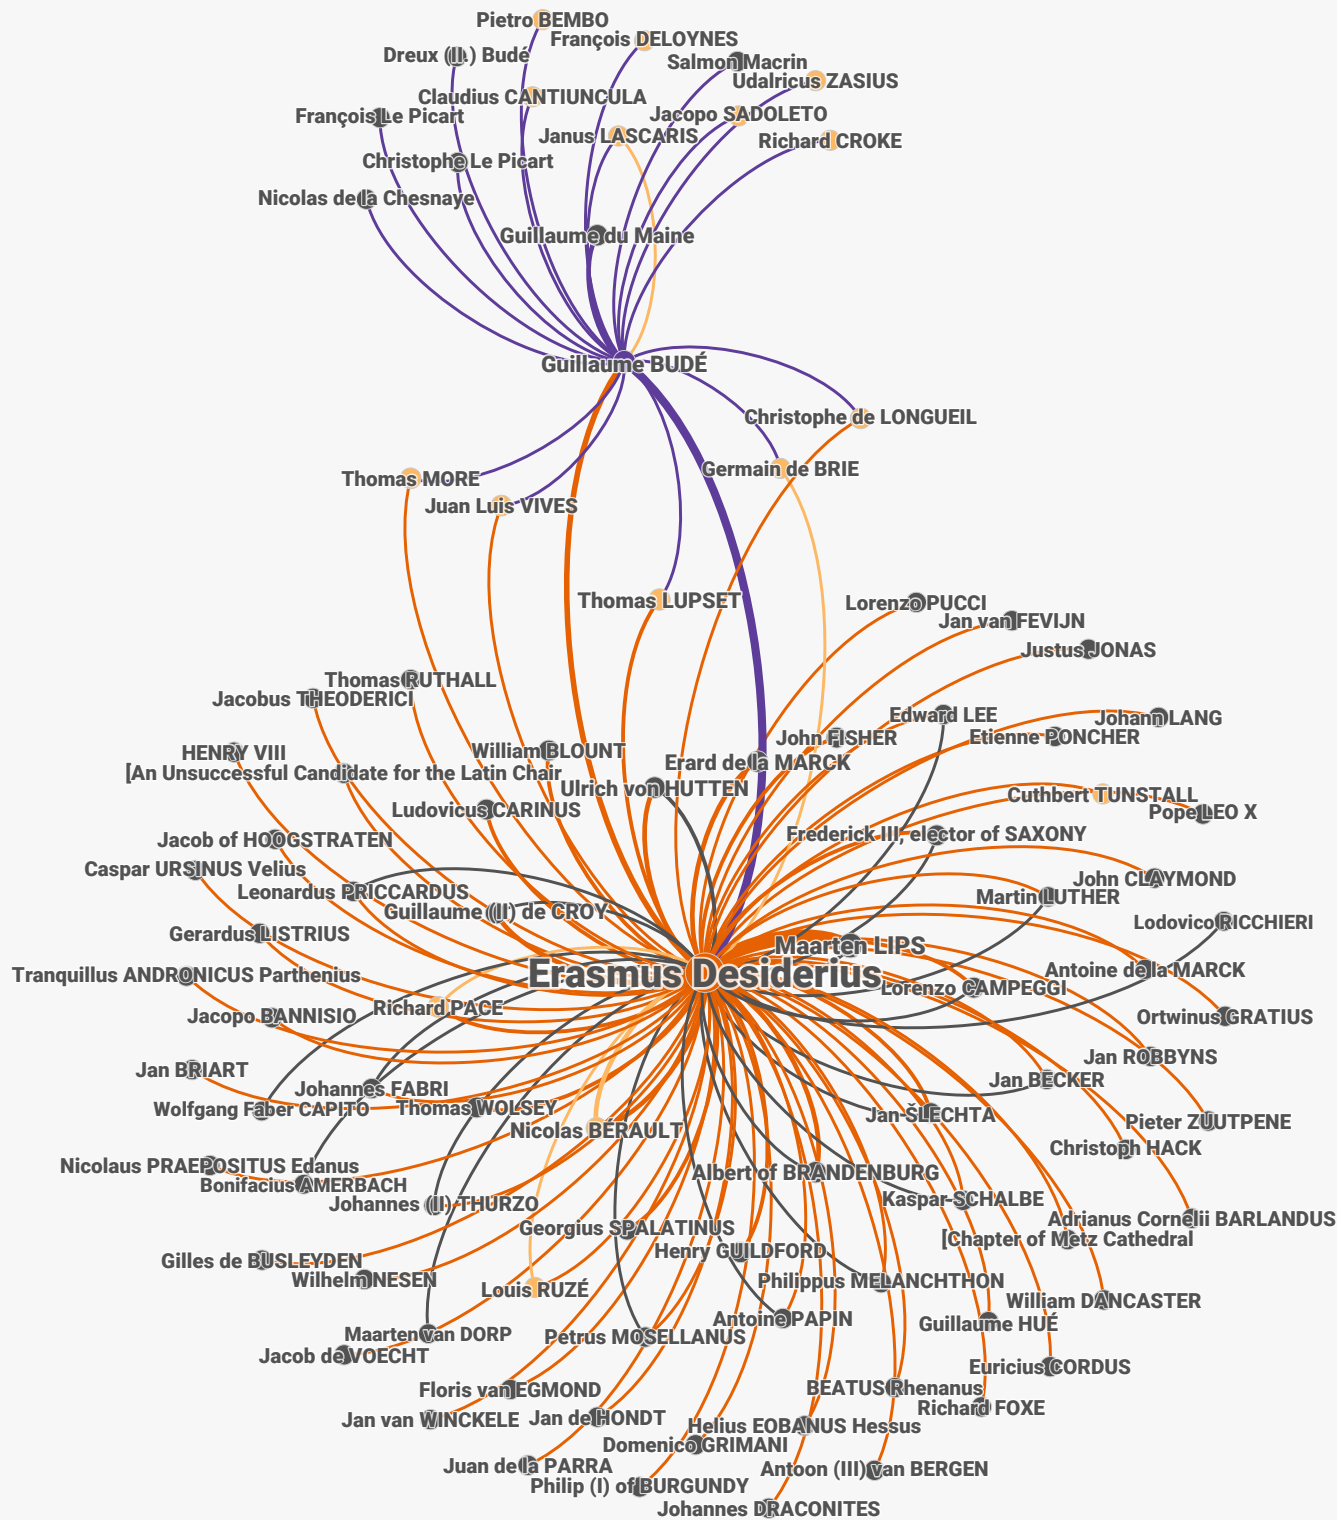 Pietro BEMBO
François DELOYNES
Dreux (II.) Budé
Salmon Macrin
Udalricus ZASIUS
Claudius CANTIUNCULA
François Le Picart
Jacopo SADOLETO
Janus LASCARIS
Richard CROKE
Christophe Le Picart
Nicolas de la Chesnaye
Guillaume du Maine
Guillaume BUDÉ
Christophe de LONGUEIL
Germain de BRIE
Thomas MORE
Juan Luis VIVES
Thomas LUPSET
Lorenzo PUCCI
Jan van FEVIJN
Justus JONAS
Thomas RUTHALL
Jacobus THEODERICI
Edward LEE
Johann LANG
John FISHER
Etienne PONCHER
HENRY VIII
William BLOUNT
Erard de la MARCK
[An Unsuccessful Candidate for the Latin Chair
Ulrich von HUTTEN
Cuthbert TUNSTALL
Ludovicus CARINUS
Pope LEO X
Frederick III, elector of SAXONY
Jacob of HOOGSTRATEN
Caspar URSINUS Velius
John CLAYMOND
Leonardus PRICCARDUS
Martin LUTHER
Guillaume (II) de CROY
Lodovico RICCHIERI
Gerardus LISTRIUS
Maarten LIPS
Tranquillus ANDRONICUS Parthenius
Erasmus Desiderius
Antoine de la MARCK
Lorenzo CAMPEGGI
Richard PACE
Jacopo BANNISIO
Ortwinus GRATIUS
Jan ROBBYNS
Jan BRIART
Johannes FABRI
Jan BECKER
Wolfgang Faber CAPITO
Thomas WOLSEY
Jan ŠLECHTA
Pieter ZUUTPENE
Nicolas BÉRAULT
Christoph HACK
Nicolaus PRAEPOSITUS Edanus
Albert of BRANDENBURG
Bonifacius AMERBACH
Kaspar SCHALBE
Johannes (II) THURZO
Adrianus Cornelii BARLANDUS
Georgius SPALATINUS
[Chapter of Metz Cathedral
Henry GUILDFORD
Gilles de BUSLEYDEN
Wilhelm NESEN
Philippus MELANCHTHON
Louis RUZÉ
William DANCASTER
Antoine PAPIN
Guillaume HUÉ
Maarten van DORP
Petrus MOSELLANUS
Jacob de VOECHT
Euricius CORDUS
Floris van EGMOND
BEATUS Rhenanus
Richard FOXE
Jan van WINCKELE
Jan de HONDT
Helius EOBANUS Hessus
Domenico GRIMANI
Juan de la PARRA
Antoon (III) van BERGEN
Philip (I) of BURGUNDY
Johannes DRACONITES